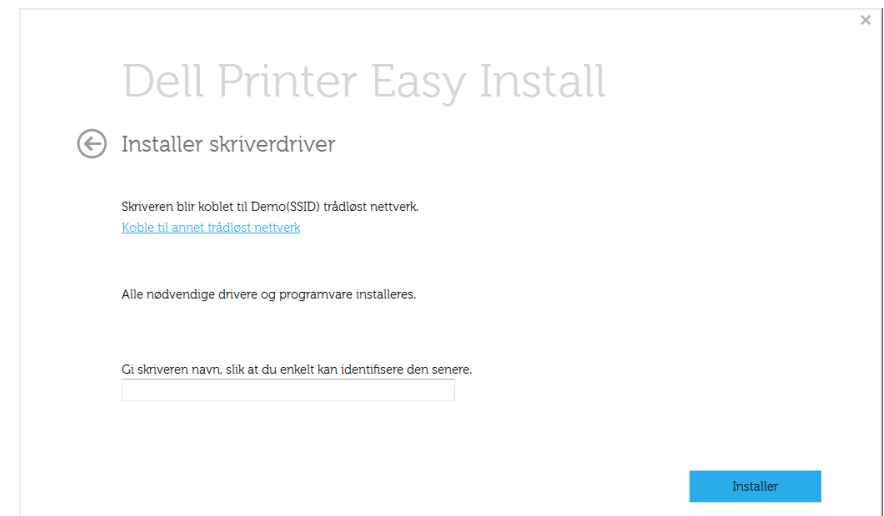 Dell Printer Easy Install
Installer skriverdriver
Skriveren blir koblet til Demo(SSID) trådløst nettverk.
Koble til annet trådløst nettverk
Alle nødvendige drivere og programvare installeres.
Gi skriveren navn, slik at du enkelt kan identifisere den senere.
Installer